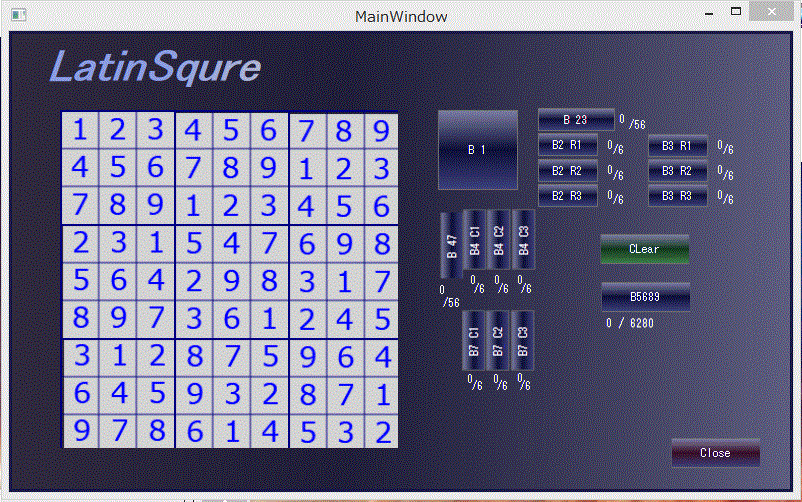 MainWindow
LatinSqure
1 2 3 4 5 6 7 8 9
4 5 6 7 8 9 1 2 3
7 8 9 1 2 3 4 5 6
2 3 1 5 4 7 6 9 8
5 6 4 2 9 8 3 1 7
8 9 7 3 6 1 2 4 5
3 1 2 8 7 5 9 6 4
6 4 5 9 3 2 8 7 1
9 7 8 6 1 4 5 3 2
B 1
B 23 0 /56
B2 R1 0/6 B3 R1 0/6
B2 R2 0/6 B3 R2 0/6
B2 R3 0/6 B3 R3 0/6
B 47 B4 C1 B4 C2 B4 C3
0 /56 0/6 0/6 0/6
B7 C1 B7 C2 B7 C3
0/6 0/6 0/6
CLear
B5689
0 / 6280
Close